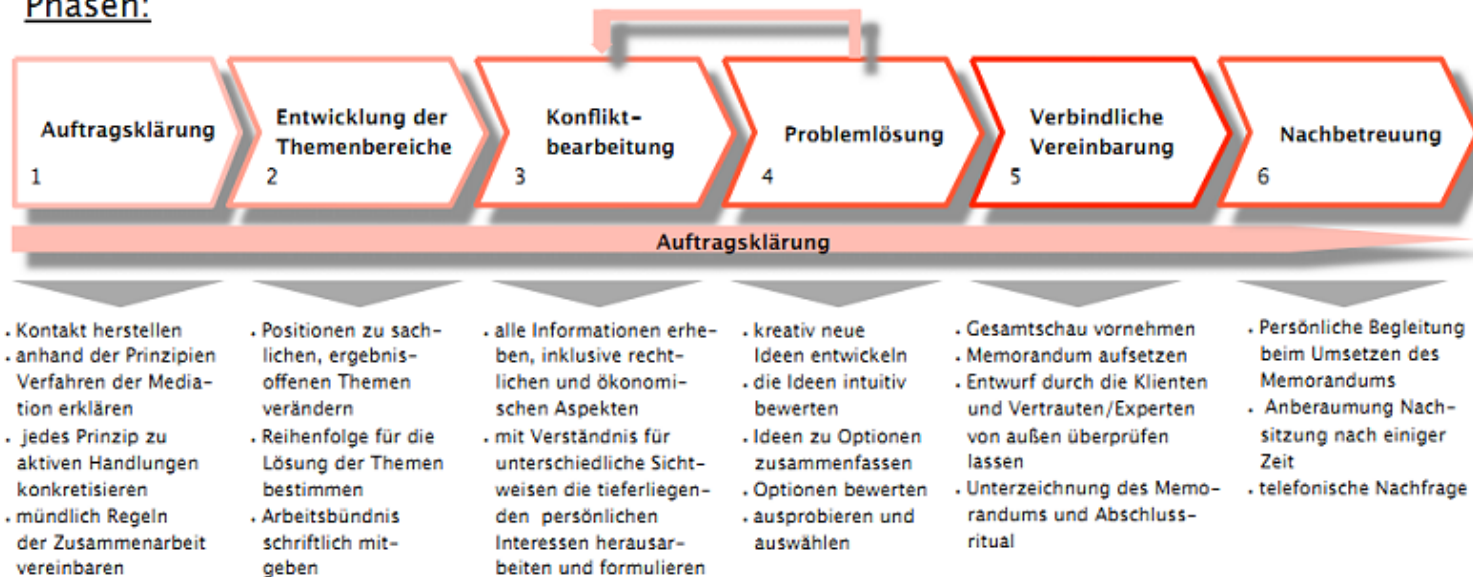 Phasen:
Auftragsklärung
1
Entwicklung der
Themenbereiche
2
Konflikt-
bearbeitung
3
Problemlösung
4
Verbindliche
Vereinbarung
5
Nachbetreuung
6
Auftragsklärung
. Kontakt herstellen
. anhand der Prinzipien
Verfahren der Media-
tion erklären
. jedes Prinzip zu
aktiven Handlungen
konkretisieren
. mündlich Regeln
der Zusammenarbeit
vereinbaren
. Positionen zu sach-
lichen, ergebnis-
offenen Themen
verändern
. Reihenfolge für die
Lösung der Themen
bestimmen
. Arbeitsbündnis
schriftlich mit-
geben
. alle Informationen erhe-
ben, inklusive recht-
lichen und ökonomi-
schen Aspekten
. mit Verständnis für
unterschiedliche Sicht-
weisen die tieferliegen-
den persönlichen
Interessen herausar-
beiten und formulieren
. kreativ neue
Ideen entwickeln
. die Ideen intuitiv
bewerten
. Ideen zu Optionen
zusammenfassen
. Optionen bewerten
. ausprobieren und
auswählen
. Gesamtschau vornehmen
. Memorandum aufsetzen
. Entwurf durch die Klienten
und Vertrauten/Experten
von außen überprüfen
lassen
. Unterzeichnung des Memo-
randums und Abschluss-
ritual
. Persönliche Begleitung
beim Umsetzen des
Memorandums
. Anberaumung Nach-
sitzung nach einiger
Zeit
. telefonische Nachfrage